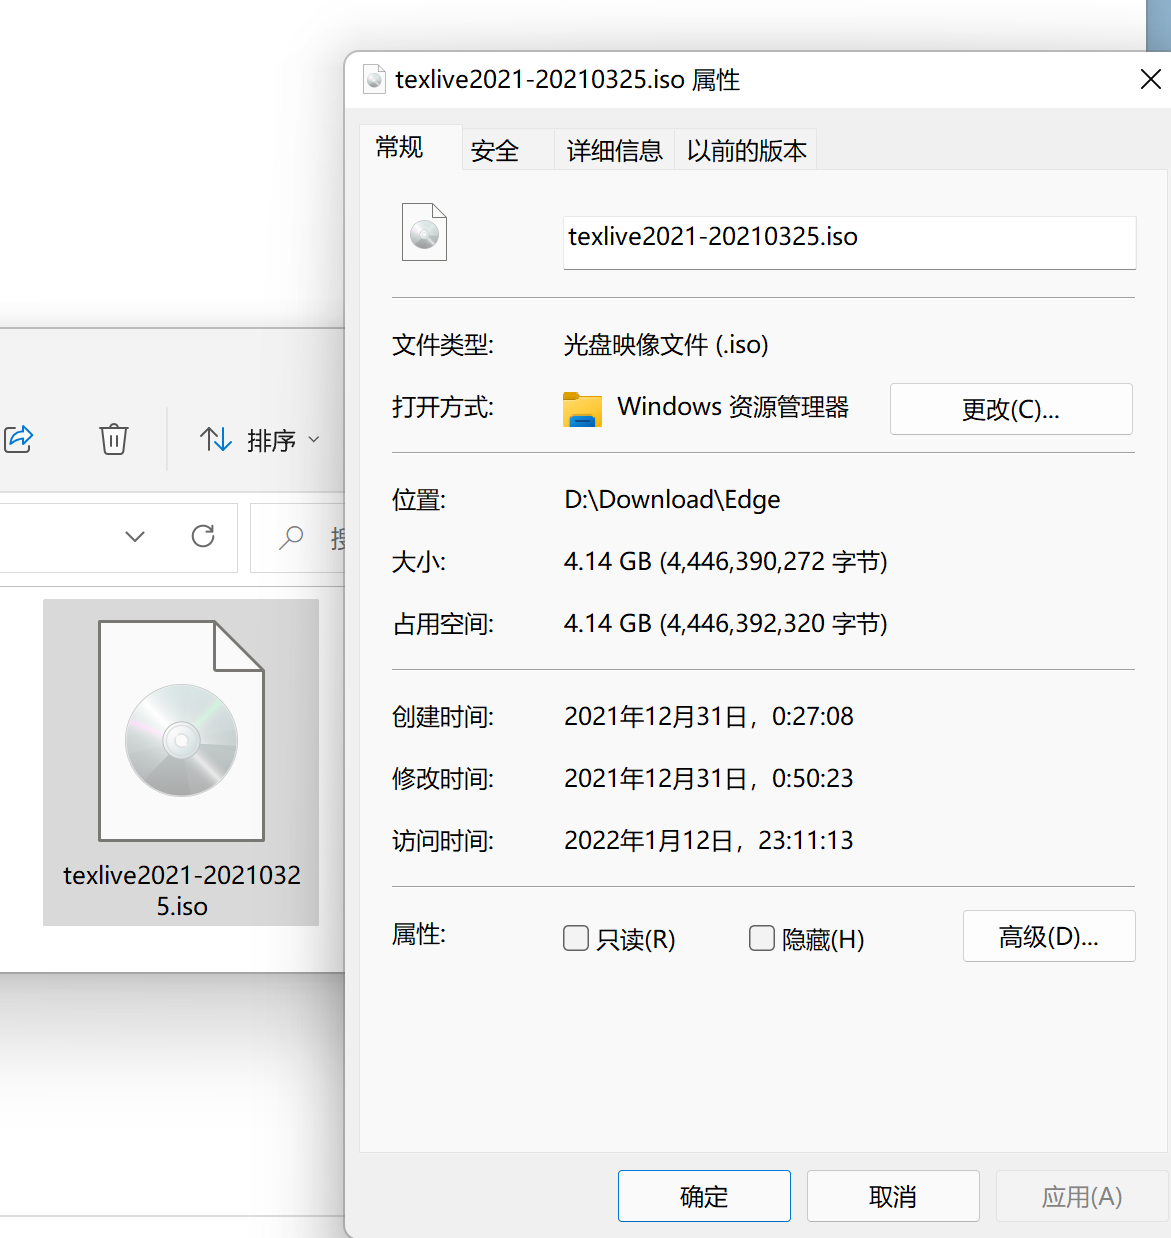 texlive2021-20210325.iso 属性
常规 安全 详细信息 以前的版本
texlive2021-20210325.iso
文件类型: 光盘映像文件 (.iso)
打开方式: Windows 资源管理器 更改(C)...
位置: D:\Download\Edge
大小: 4.14 GB (4,446,390,272 字节)
占用空间: 4.14 GB (4,446,392,320 字节)
创建时间: 2021年12月31日，0:27:08
修改时间: 2021年12月31日，0:50:23
访问时间: 2022年1月12日，23:11:13
属性: 只读(R) 隐藏(H) 高级(D)...
确定 取消 应用(A)
排序
texlive2021-2021032
5.iso